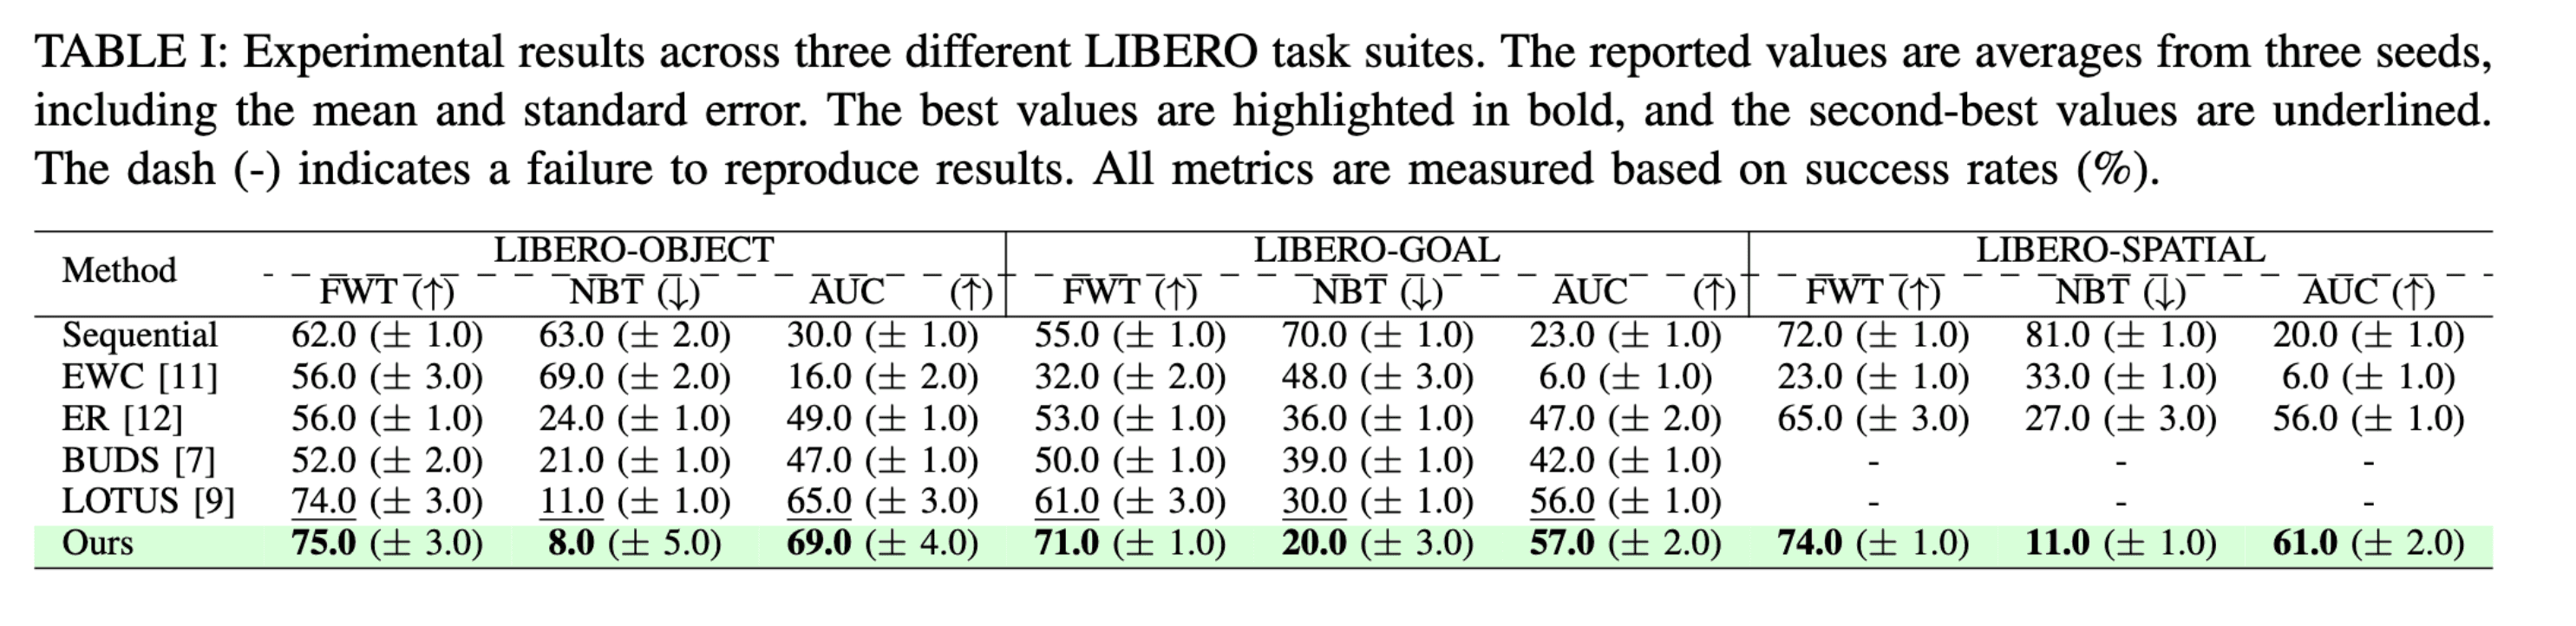 TABLE I: Experimental results across three different LIBERO task suites. The reported values are averages from three seeds,
including the mean and standard error. The best values are highlighted in bold, and the second-best values are underlined.
The dash (-) indicates a failure to reproduce results. All metrics are measured based on success rates (%).
Method LIBERO-OBJECT LIBERO-GOAL LIBERO-SPATIAL
FWT (↑) NBT (↓) AUC (↑) FWT (↑) NBT (↓) AUC (↑) FWT (↑) NBT (↓) AUC (↑)
Sequential 62.0 (± 1.0) 63.0 (± 2.0) 30.0 (± 1.0) 55.0 (± 1.0) 70.0 (± 1.0) 23.0 (± 1.0) 72.0 (± 1.0) 81.0 (± 1.0) 20.0 (± 1.0)
EWC [11] 56.0 (± 3.0) 69.0 (± 2.0) 16.0 (± 2.0) 32.0 (± 2.0) 48.0 (± 3.0) 6.0 (± 1.0) 23.0 (± 1.0) 33.0 (± 1.0) 6.0 (± 1.0)
ER [12] 56.0 (± 1.0) 24.0 (± 1.0) 49.0 (± 1.0) 53.0 (± 1.0) 36.0 (± 1.0) 47.0 (± 2.0) 65.0 (± 3.0) 27.0 (± 3.0) 56.0 (± 1.0)
BUDS [7] 52.0 (± 2.0) 21.0 (± 1.0) 47.0 (± 1.0) 50.0 (± 1.0) 39.0 (± 1.0) 42.0 (± 1.0) - - -
LOTUS [9] 74.0 (± 3.0) 11.0 (± 1.0) 65.0 (± 3.0) 61.0 (± 3.0) 30.0 (± 1.0) 56.0 (± 1.0) - - -
Ours 75.0 (± 3.0) 8.0 (± 5.0) 69.0 (± 4.0) 71.0 (± 1.0) 20.0 (± 3.0) 57.0 (± 2.0) 74.0 (± 1.0) 11.0 (± 1.0) 61.0 (± 2.0)